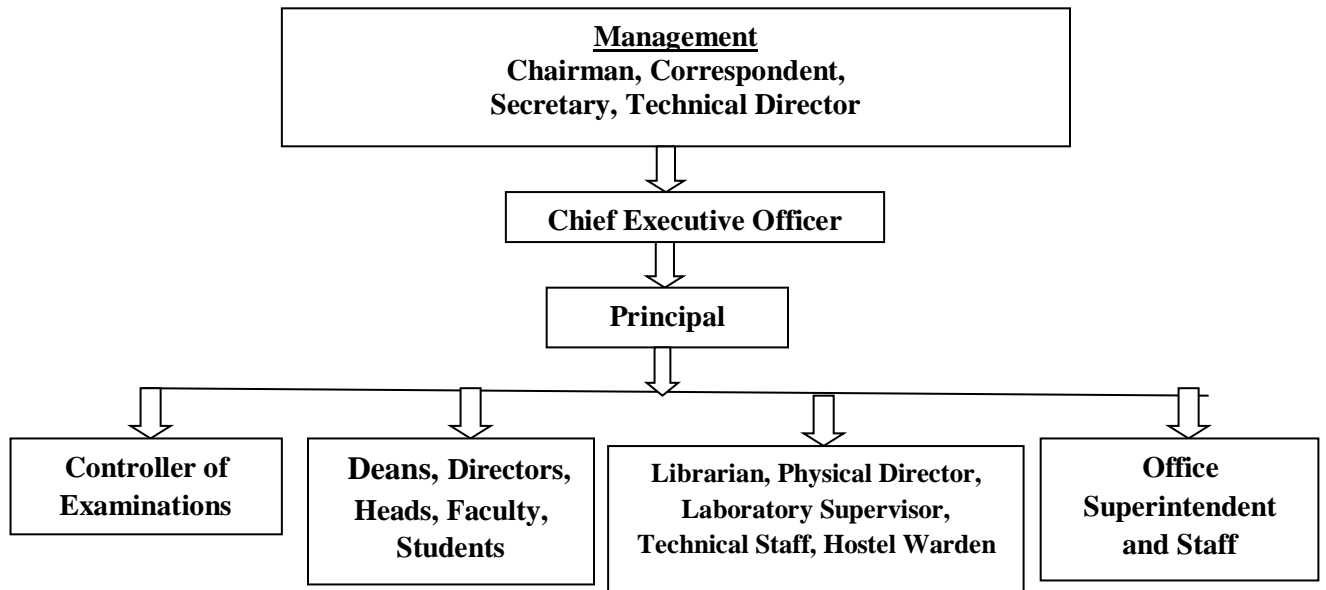 Management
Chairman, Correspondent,
Secretary, Technical Director
Chief Executive Officer
Principal
Controller of
Examinations
Deans, Directors,
Heads, Faculty,
Students
Librarian, Physical Director,
Laboratory Supervisor,
Technical Staff, Hostel Warden
Office
Superintendent
and Staff